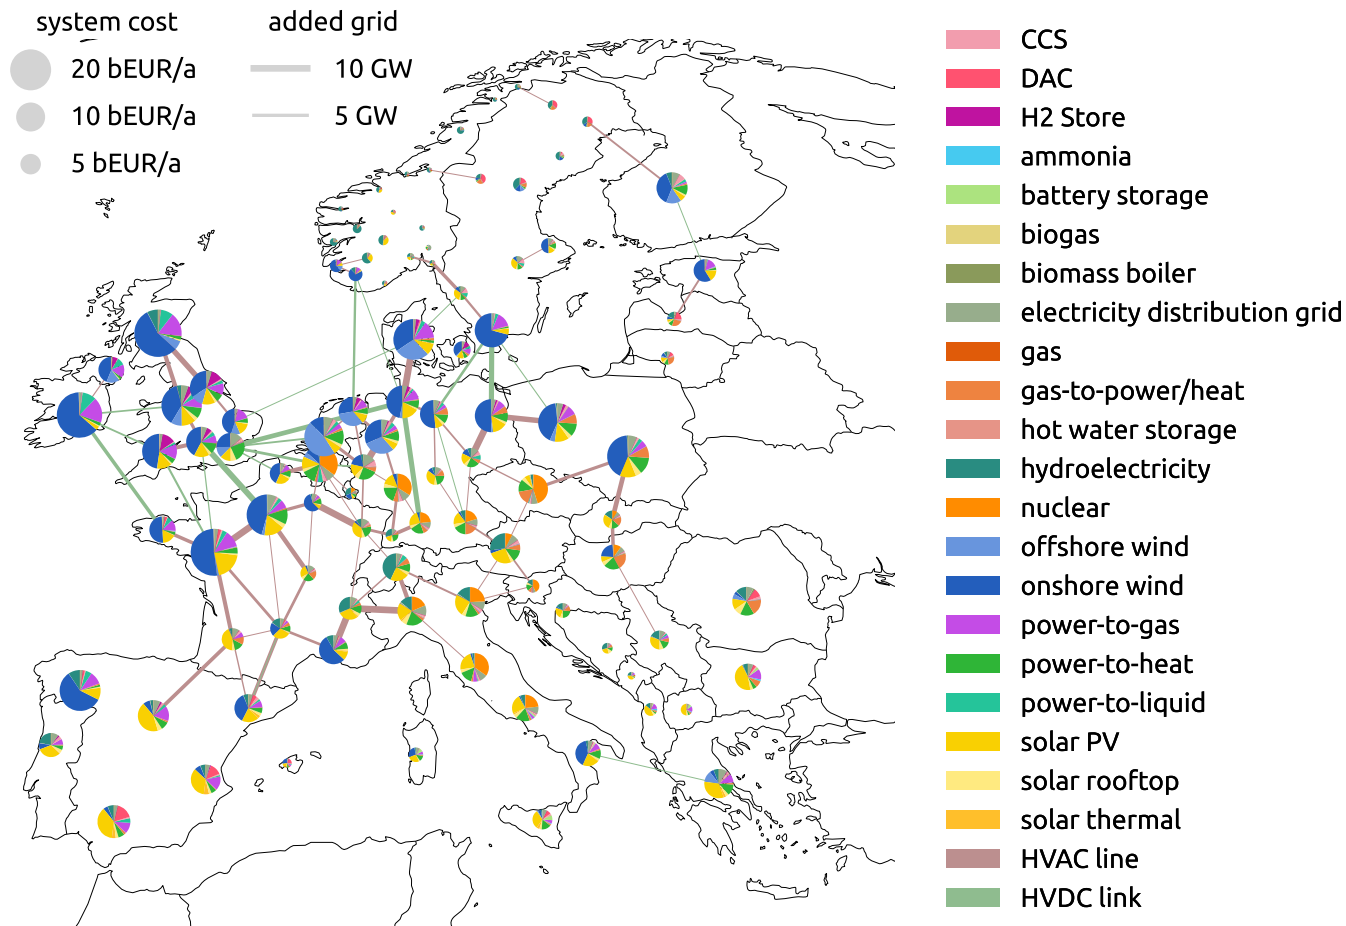 system cost
20 bEUR/a
10 bEUR/a
5 bEUR/a
added grid
10 GW
5 GW
CCS
DAC
H2 Store
ammonia
battery storage
biogas
biomass boiler
electricity distribution grid
gas
gas-to-power/heat
hot water storage
hydroelectricity
nuclear
offshore wind
onshore wind
power-to-gas
power-to-heat
power-to-liquid
solar PV
solar rooftop
solar thermal
HVAC line
HVDC link